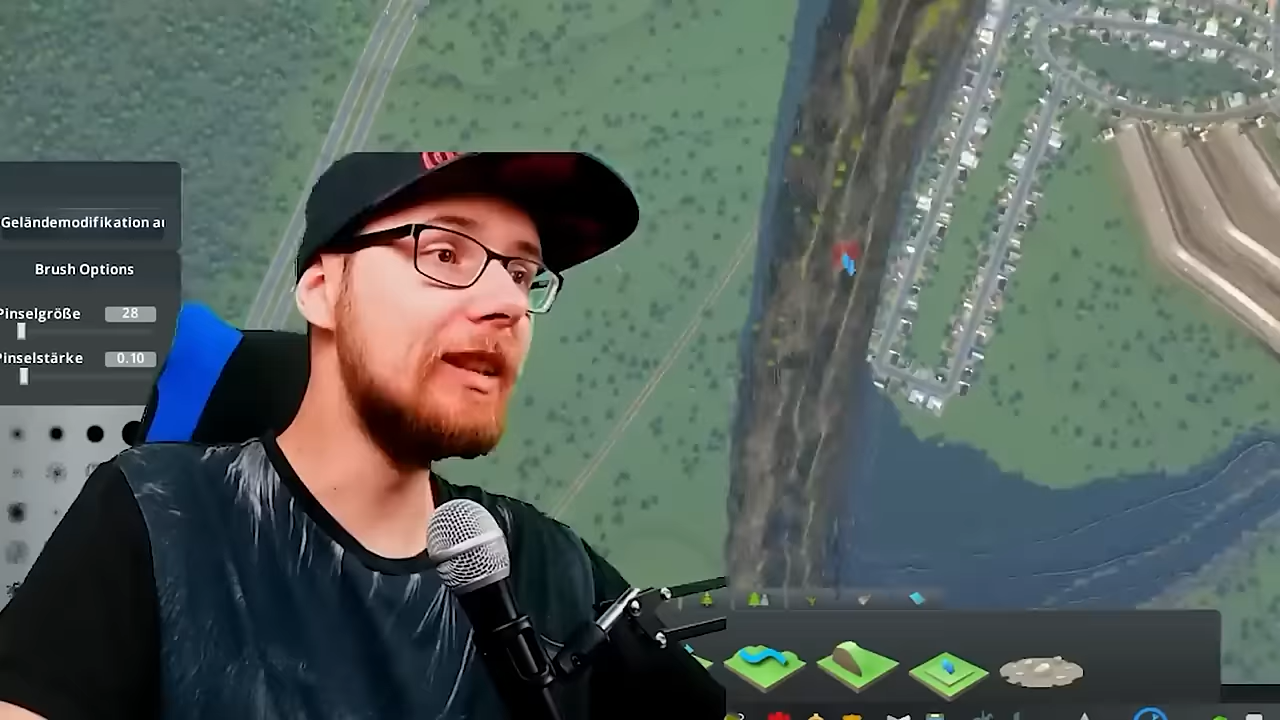 Geländemodifikation
Brush Options
Pinselgröße 28
Pinselstärke 0.10